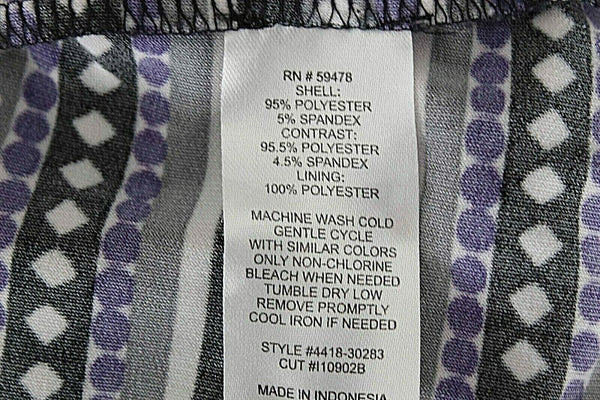 RN # 59478
SHELL:
95% POLYESTER
5% SPANDEX
CONTRAST:
95.5% POLYESTER
4.5% SPANDEX
LINING:
100% POLYESTER
MACHINE WASH COLD
GENTLE CYCLE
WITH SIMILAR COLORS
ONLY NON-CHLORINE
BLEACH WHEN NEEDED
TUMBLE DRY LOW
REMOVE PROMPTLY
COOL IRON IF NEEDED
STYLE #4418-30283
CUT #I10902B
MADE IN INDONESIA